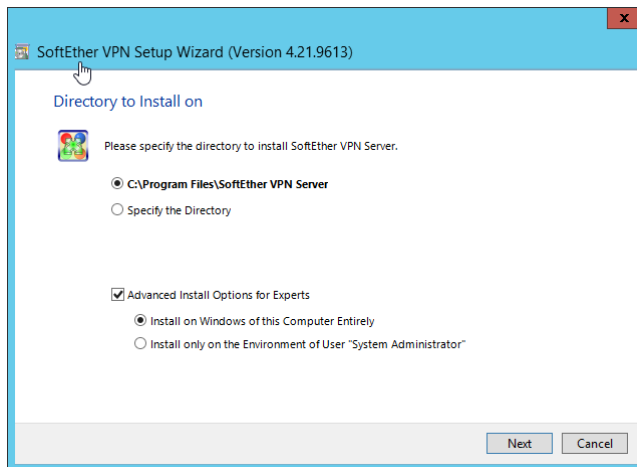 SoftEther VPN Setup Wizard (Version 4.21.9613)
Directory to Install on
Please specify the directory to install SoftEther VPN Server.
C:\Program Files\SoftEther VPN Server
Specify the Directory
Advanced Install Options for Experts
Install on Windows of this Computer Entirely
Install only on the Environment of User "System Administrator"
Next Cancel